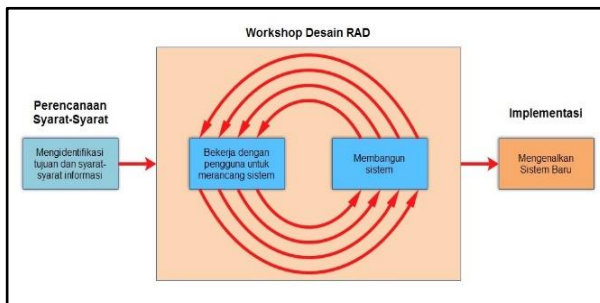 Workshop Desain RAD
Perencanaan
Syarat-Syarat
Mengidentifikasi
tujuan dan syarat-
syarat informasi
Bekerja dengan
pengguna untuk
merancang sistem
Membangun
sistem
Implementasi
Mengenalkan
Sistem Baru